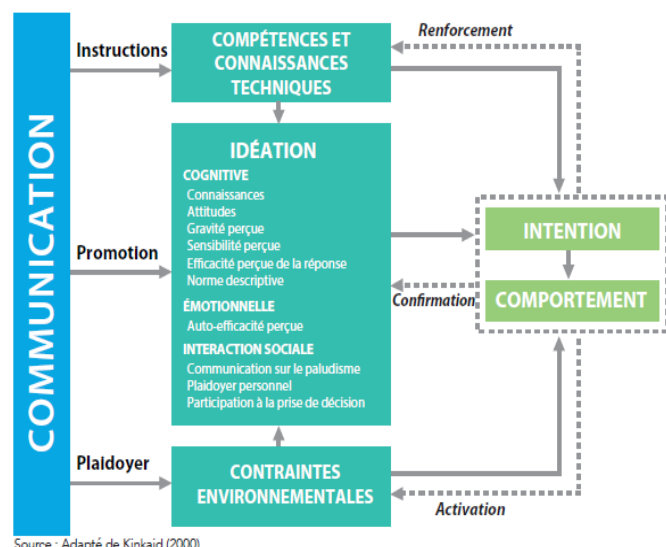 COMMUNICATION
Instructions
COMPÉTENCES ET
CONNAISSANCES
TECHNIQUES
Renforcement
IDÉATION
COGNITIVE
Connaissances
Attitudes
Gravité perçue
Sensibilité perçue
Efficacité perçue de la réponse
Norme descriptive
ÉMOTIONNELLE
Auto-efficacité perçue
INTERACTION SOCIALE
Communication sur le paludisme
Plaidoyer personnel
Participation à la prise de décision
Promotion
INTENTION
Confirmation
COMPORTEMENT
Plaidoyer
CONTRAINTES
ENVIRONNEMENTALES
Activation
Source : Adapté de Kinkaid (2000)